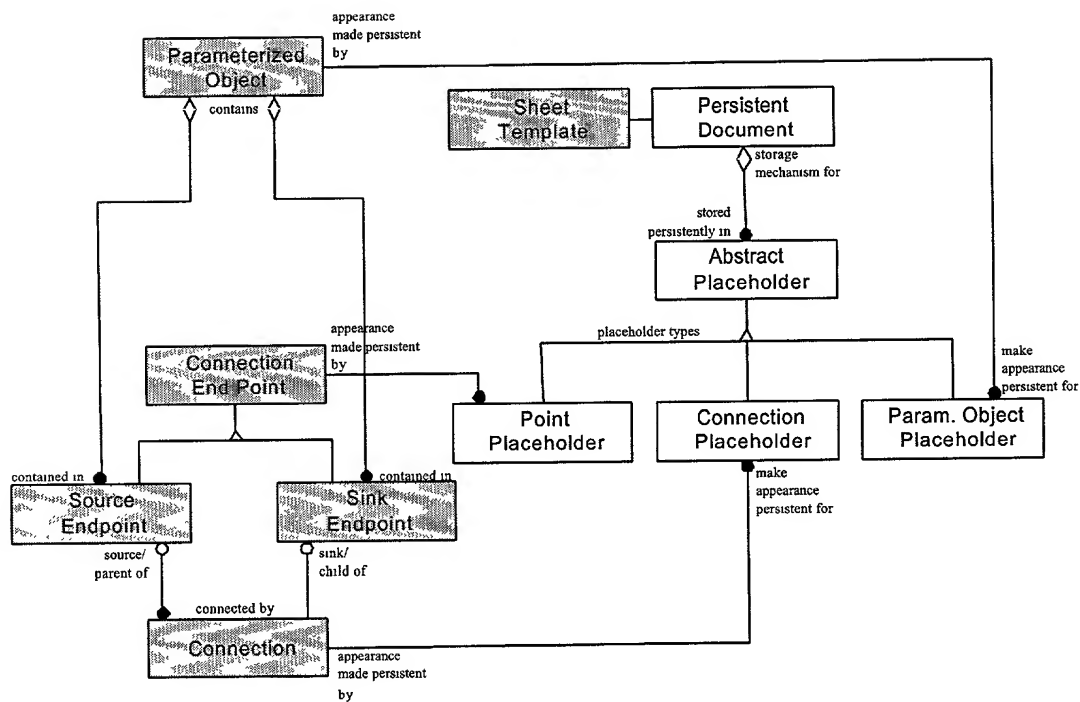 appearance
made persistent
by
Parameterized
Object
contains
Sheet
Template
Persistent
Document
storage
mechanism for
stored
persistently in
Abstract
Placeholder
placeholder types
appearance
made persistent
by
Connection
End Point
make
appearance
persistent for
Point
Placeholder
Connection
Placeholder
Param. Object
Placeholder
contained in
contained in
Source
Endpoint
Sink
Endpoint
make
appearance
persistent for
source/
parent of
sink/
child of
connected by
Connection
appearance
made persistent
by